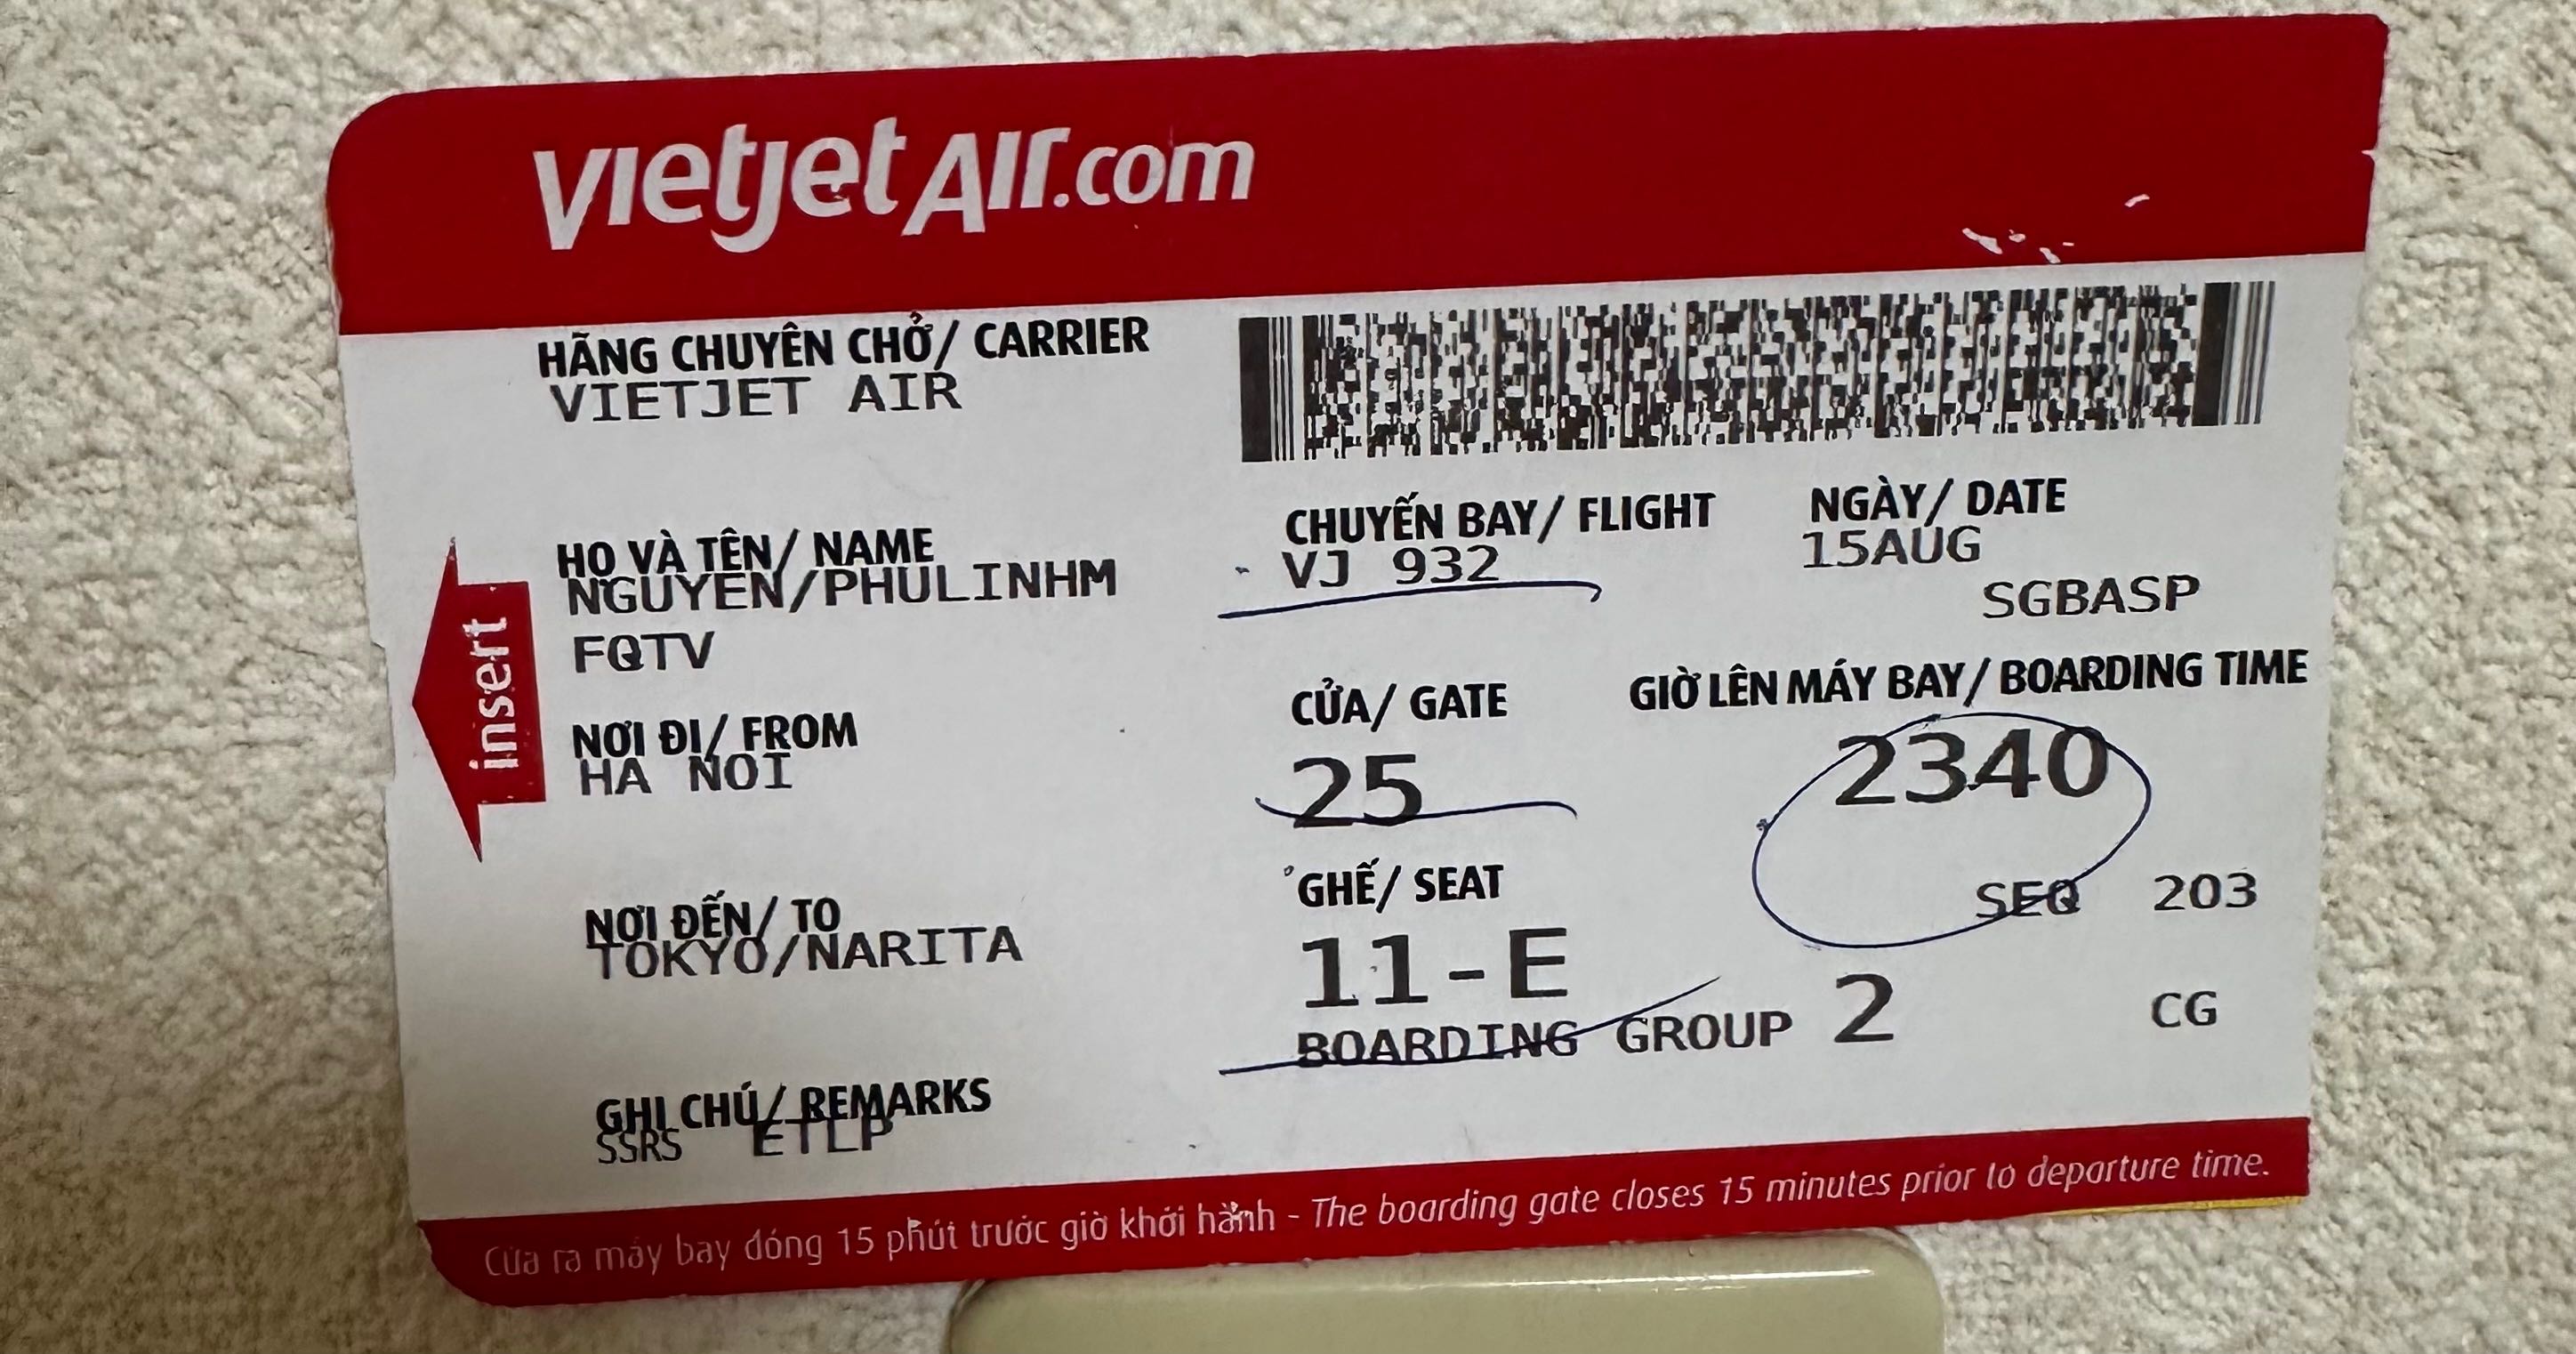 vietjet Air.com
HÃNG CHUYÊN CHỞ/ CARRIER
VIETJET AIR
HỌ VÀ TÊN/ NAME
NGUYEN/PHULINHM
FQTV
NƠI ĐI/ FROM
HA NOI
NƠI ĐẾN/ TO
TOKYO/NARITA
GHI CHÚ/ REMARKS
SSRS ETLP
insert
CHUYẾN BAY/ FLIGHT
VJ 932
NGÀY/ DATE
15AUG
SGBASP
CỬA/ GATE
25
GIỜ LÊN MÁY BAY/ BOARDING TIME
2340
GHẾ/ SEAT
11-E
SEQ 203
BOARDING GROUP 2
CG
Cửa ra máy bay đóng 15 phút trước giờ khởi hành - The boarding gate closes 15 minutes prior to departure time.